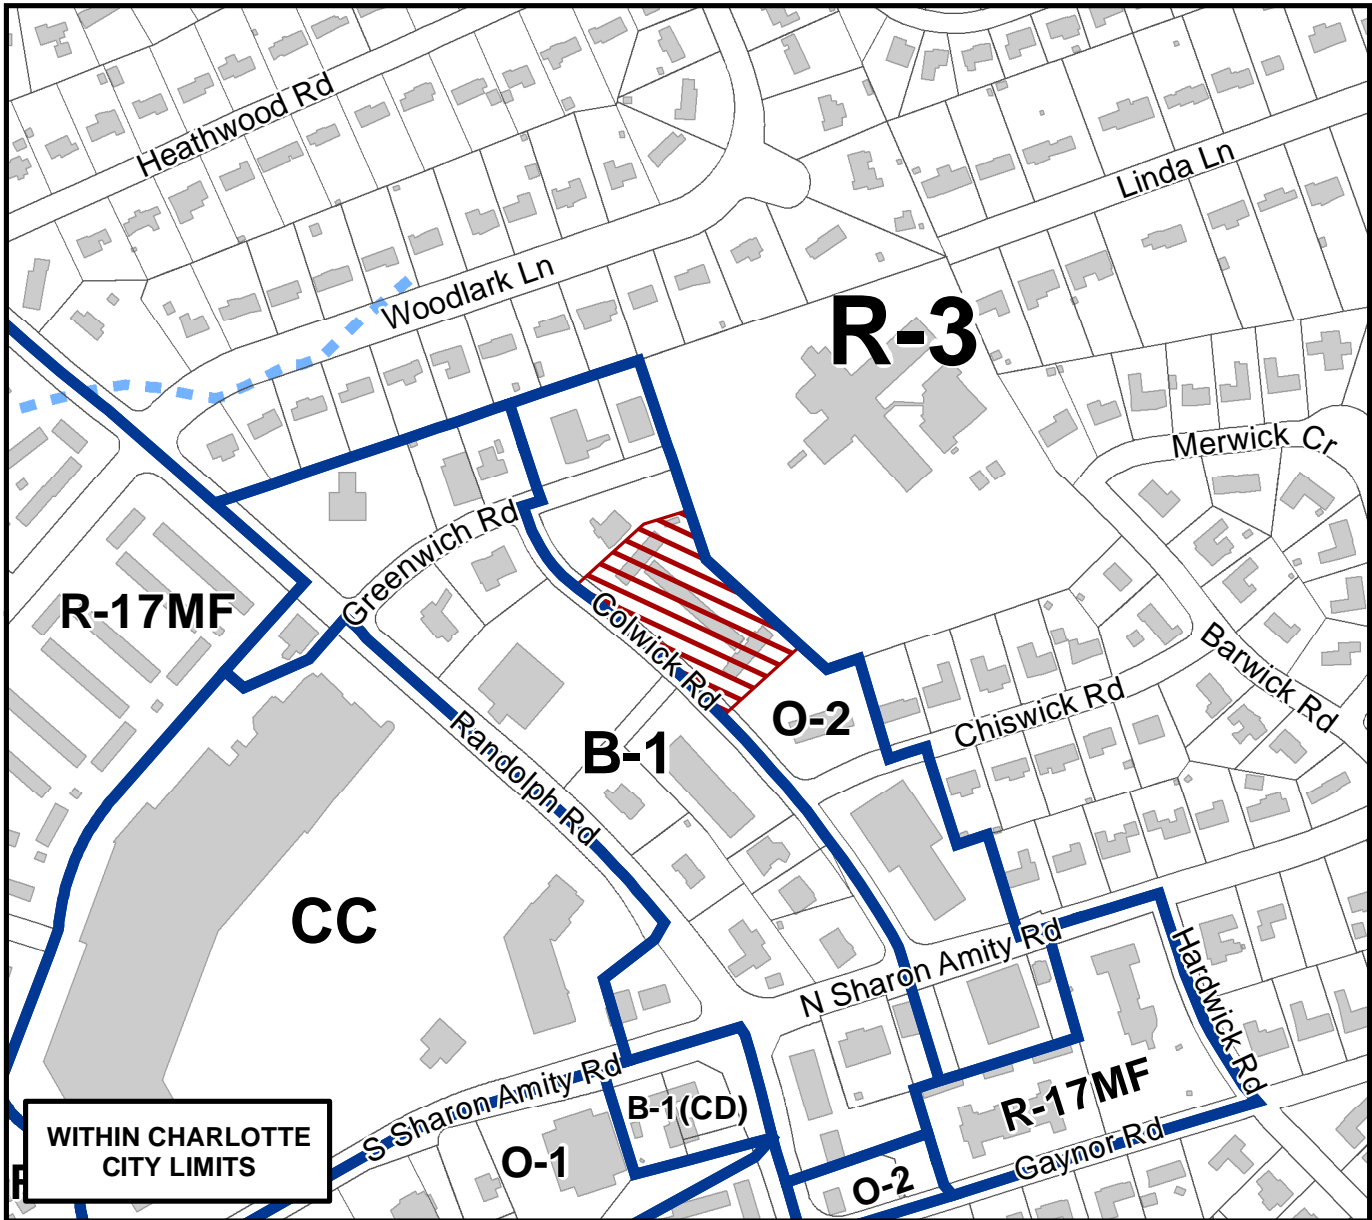 Heathwood Rd
Linda Ln
Woodlark Ln
R-3
Merwick Cr
Greenwich Rd
R-17MF
Colwick Rd
Barwick Rd
Chiswick Rd
O-2
Randolph Rd
B-1
CC
N Sharon Amity Rd
Hardwick Rd
S Sharon Amity Rd
B-1(CD)
R-17MF
WITHIN CHARLOTTE
CITY LIMITS
O-1
Gaynor Rd
O-2